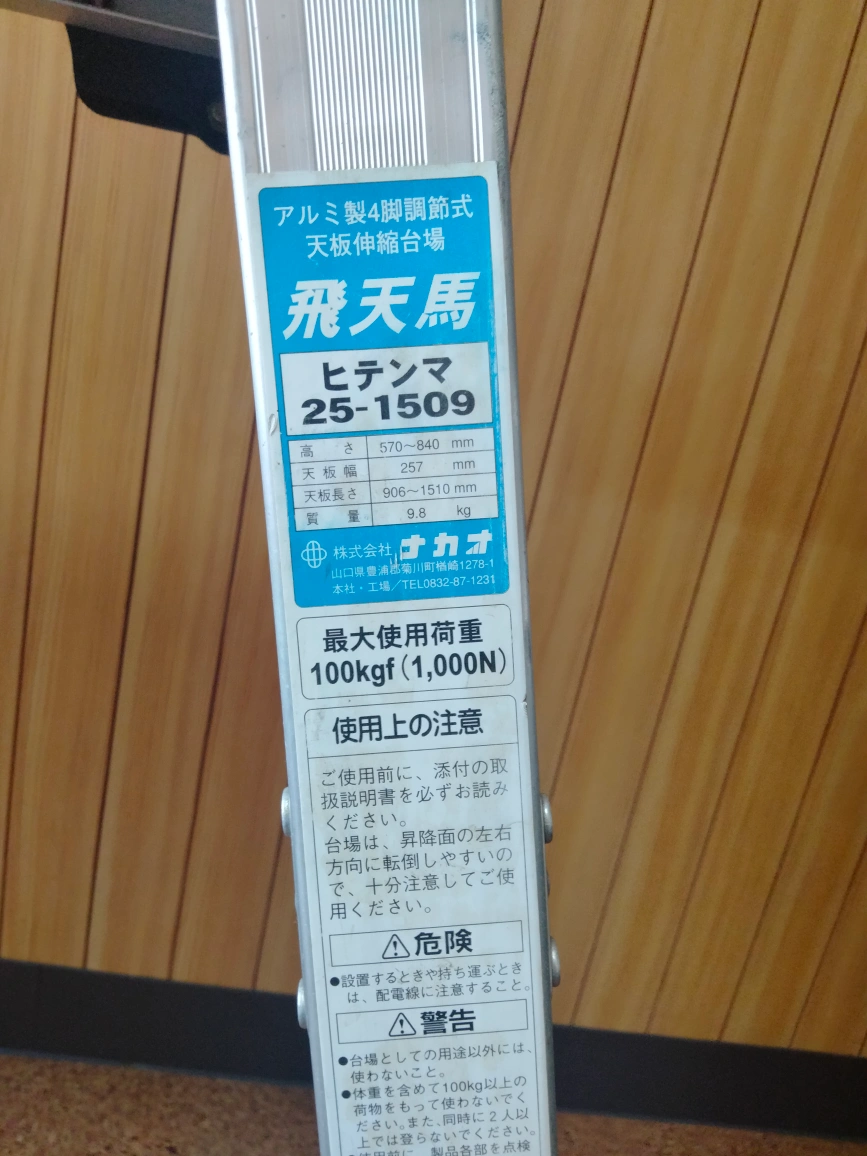 アルミ製4脚調節式
天板伸縮台場
飛天馬
ヒテンマ
25-1509
高さ 570～840 mm
天板幅 257 mm
天板長さ 906～1510 mm
質量 9.8 kg
株式会社 ナカオ
山口県豊浦郡菊川町楢崎1278-1
本社・工場／TEL0832-87-1231
最大使用荷重
100kgf(1,000N)
使用上の注意
ご使用前に、添付の取
扱説明書を必ずお読み
ください。
台場は、昇降面の左右
方向に転倒しやすいの
で、十分注意してご使
用ください。
危険
●設置するときや持ち運ぶとき
は、配電線に注意すること。
警告
●台場としての用途以外には、
使わないこと。
●体重を含めて100kg以上の
荷物をもって使わないでく
ださい。また、同時に2人以
上では登らないでください。
●使用前に、製品各部を点検